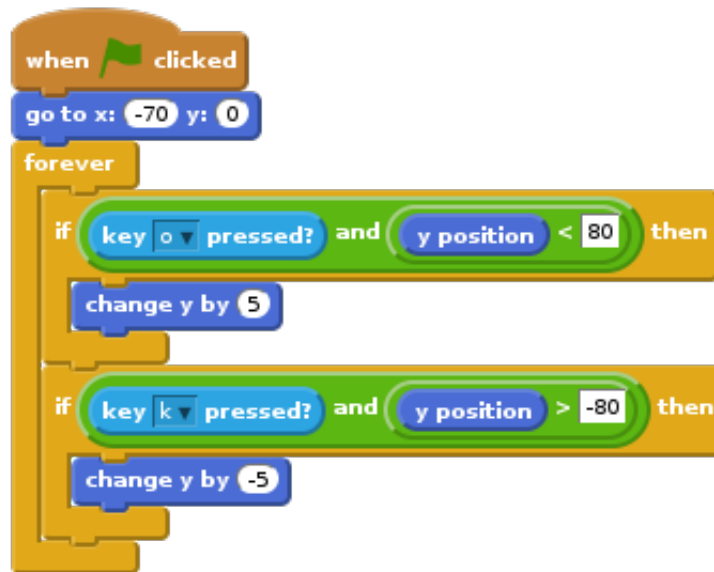 when clicked
go to x: -70 y: 0
forever
if key o pressed? and y position < 80 then
change y by 5
if key k pressed? and y position > -80 then
change y by -5